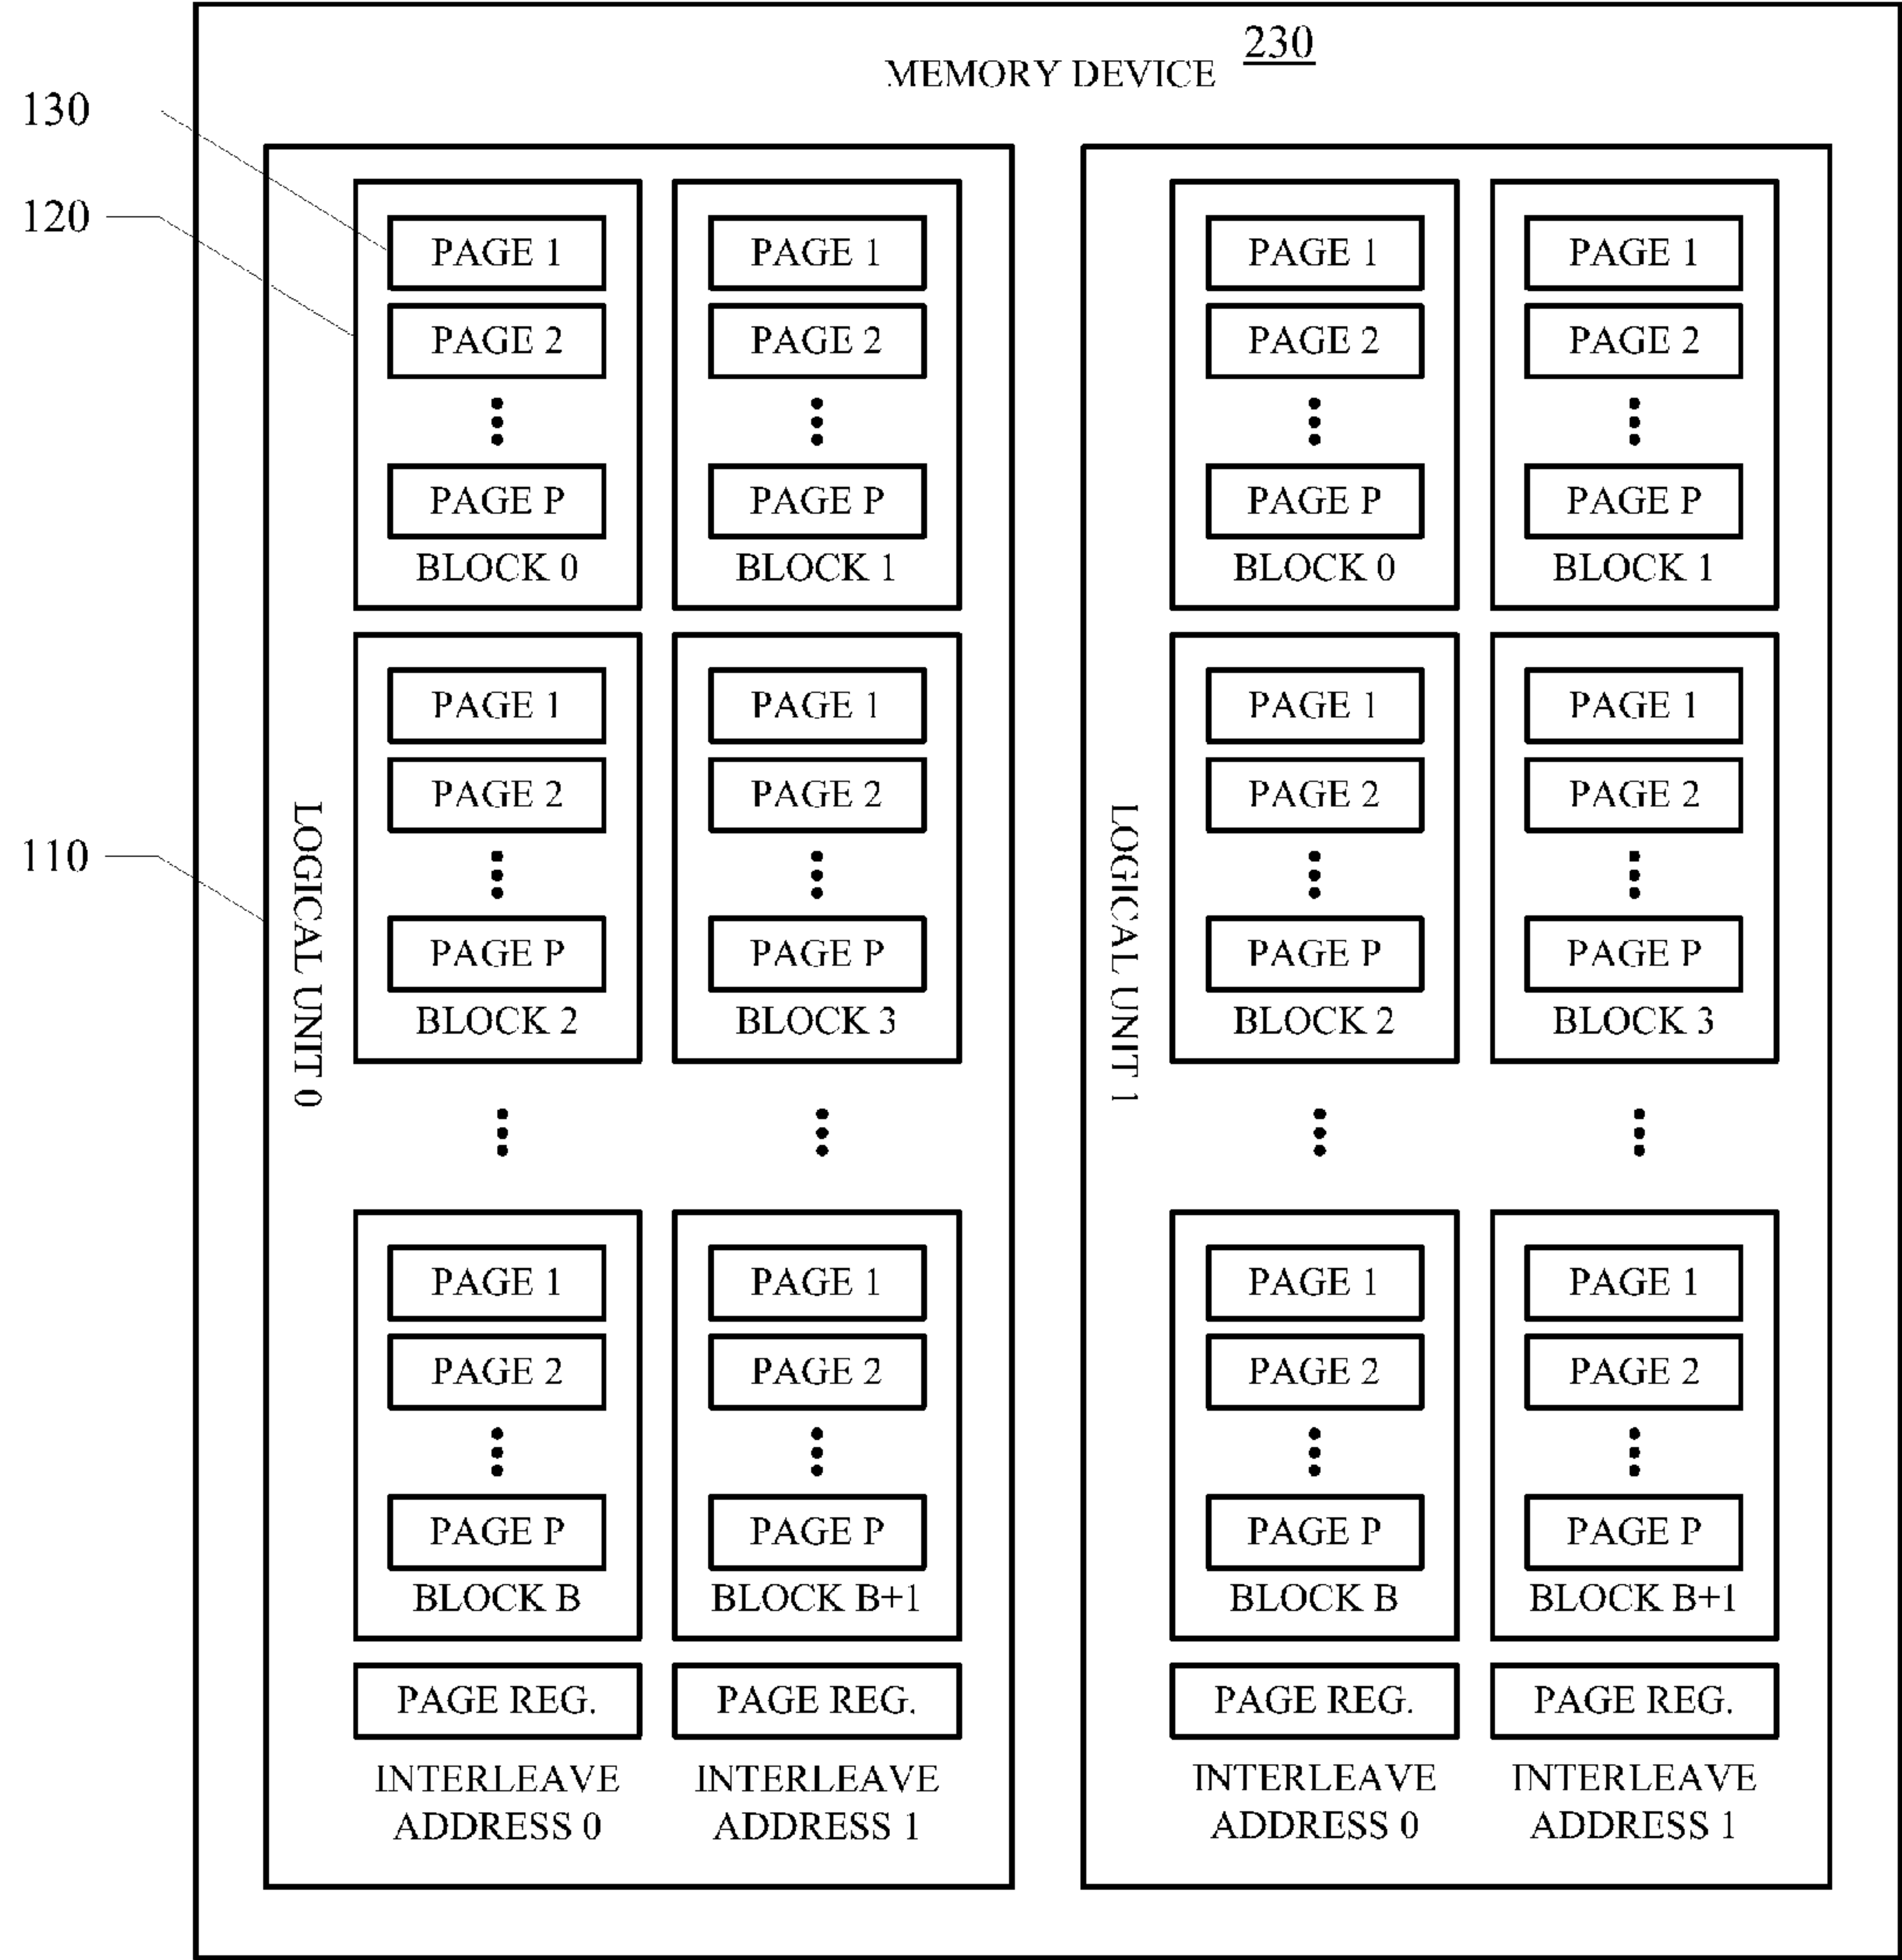 230
MEMORY DEVICE
130
120
110
LOGICAL UNIT 0
PAGE 1
PAGE 2
PAGE P
BLOCK 0
PAGE 1
PAGE 2
PAGE P
BLOCK 1
PAGE 1
PAGE 2
PAGE P
BLOCK 2
PAGE 1
PAGE 2
PAGE P
BLOCK 3
PAGE 1
PAGE 2
PAGE P
BLOCK B
PAGE 1
PAGE 2
PAGE P
BLOCK B+1
PAGE REG.
PAGE REG.
INTERLEAVE
ADDRESS 0
INTERLEAVE
ADDRESS 1
LOGICAL UNIT 1
PAGE 1
PAGE 2
PAGE P
BLOCK 0
PAGE 1
PAGE 2
PAGE P
BLOCK 1
PAGE 1
PAGE 2
PAGE P
BLOCK 2
PAGE 1
PAGE 2
PAGE P
BLOCK 3
PAGE 1
PAGE 2
PAGE P
BLOCK B
PAGE 1
PAGE 2
PAGE P
BLOCK B+1
PAGE REG.
PAGE REG.
INTERLEAVE
ADDRESS 0
INTERLEAVE
ADDRESS 1